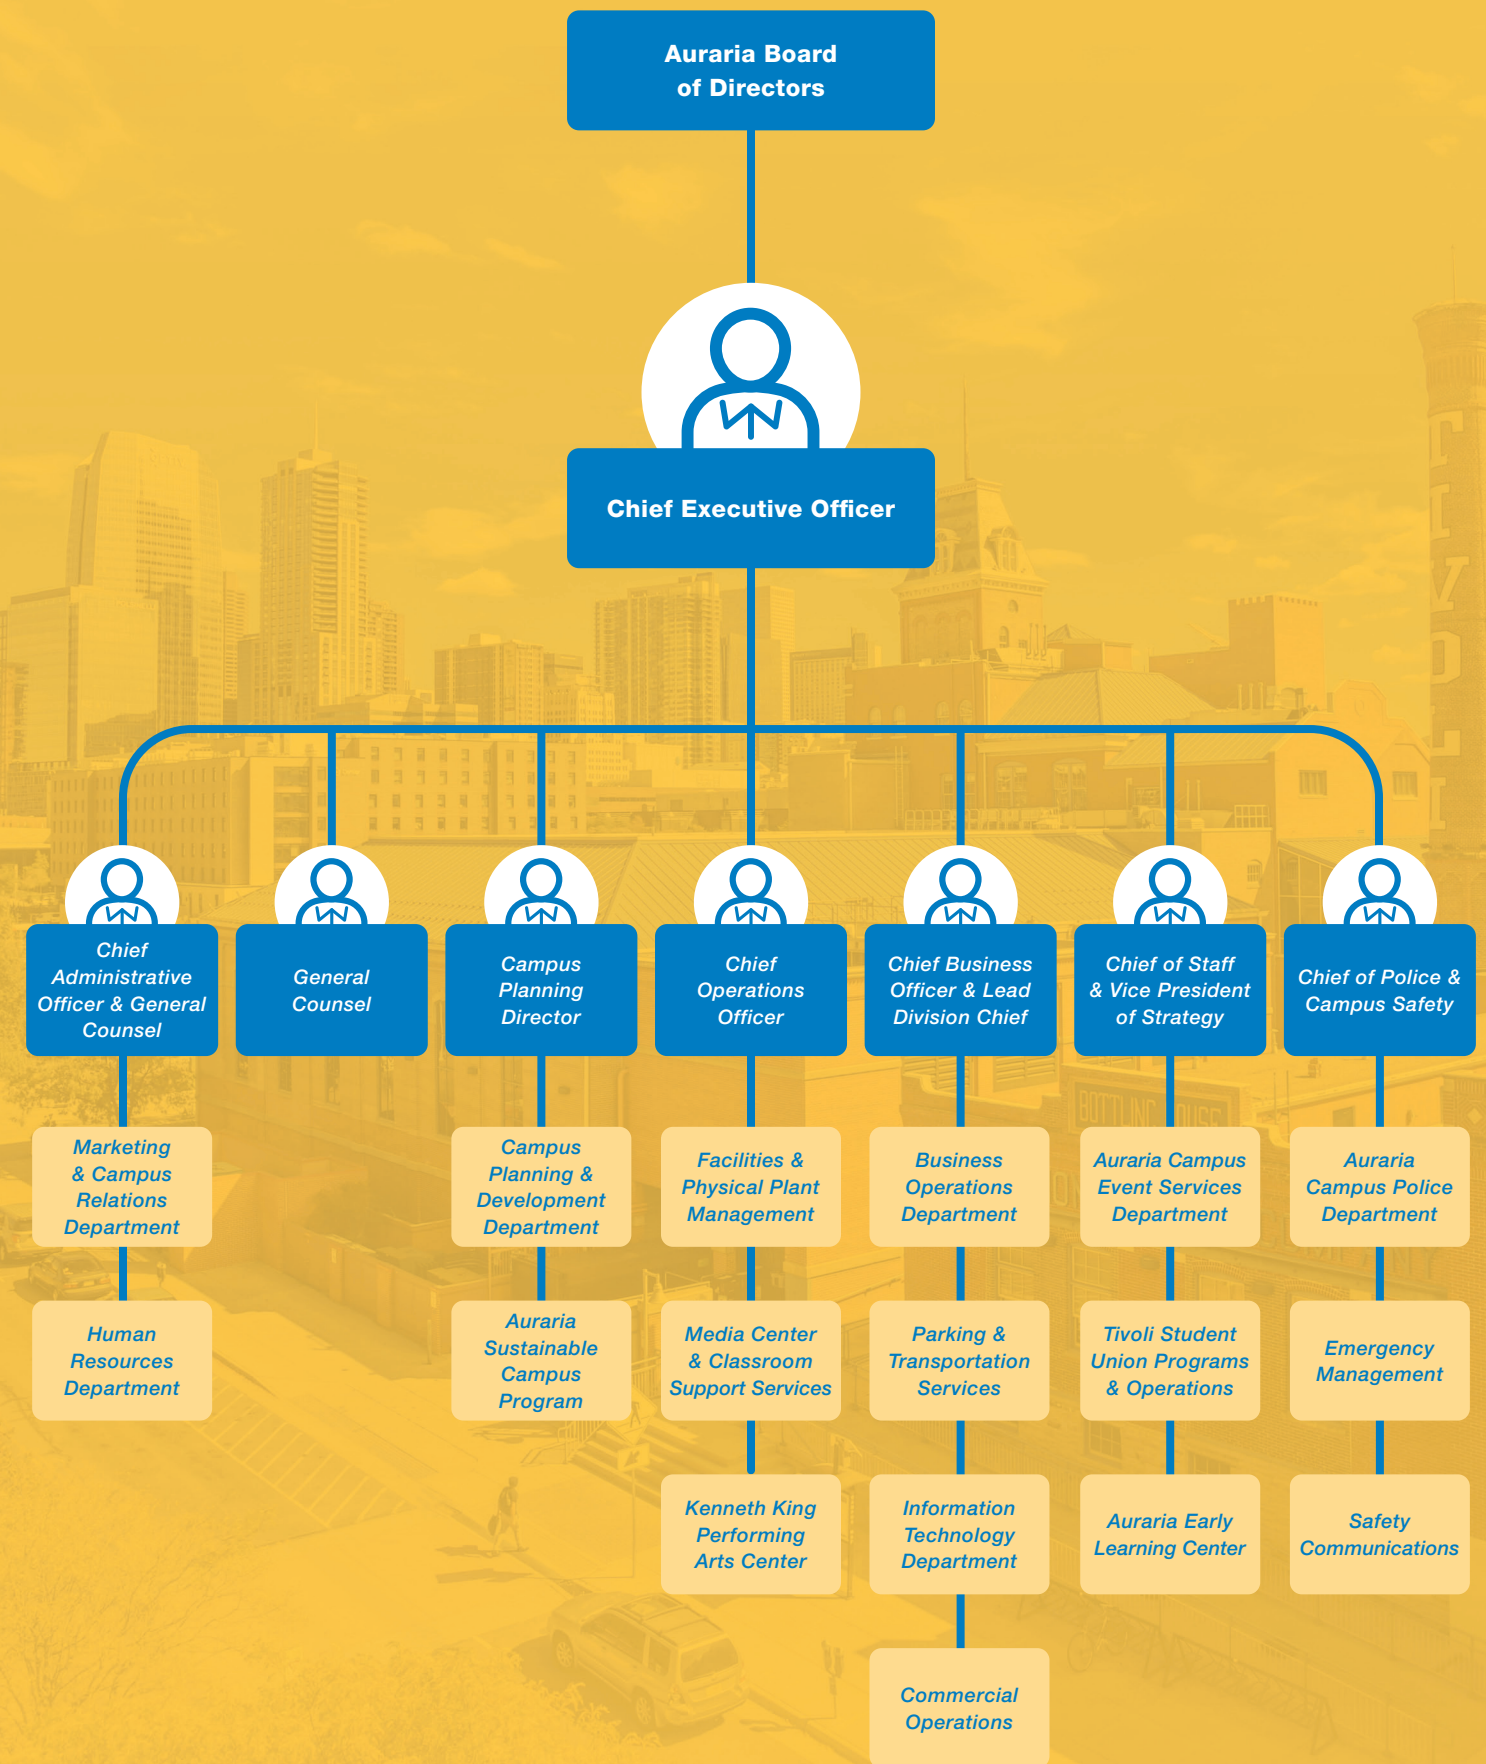 Auraria Board
of Directors
Chief Executive Officer
Chief
Administrative
Officer & General
Counsel
General
Counsel
Campus
Planning
Director
Chief
Operations
Officer
Chief Business
Officer & Lead
Division Chief
Chief of Staff
& Vice President
of Strategy
Chief of Police &
Campus Safety
Marketing
& Campus
Relations
Department
Campus
Planning &
Development
Department
Facilities &
Physical Plant
Management
Business
Operations
Department
Auraria Campus
Event Services
Department
Auraria
Campus Police
Department
Human
Resources
Department
Auraria
Sustainable
Campus
Program
Media Center
& Classroom
Support Services
Parking &
Transportation
Services
Tivoli Student
Union Programs
& Operations
Emergency
Management
Kenneth King
Performing
Arts Center
Information
Technology
Department
Auraria Early
Learning Center
Safety
Communications
Commercial
Operations
TIVOLI
BOTTLING HOUSE